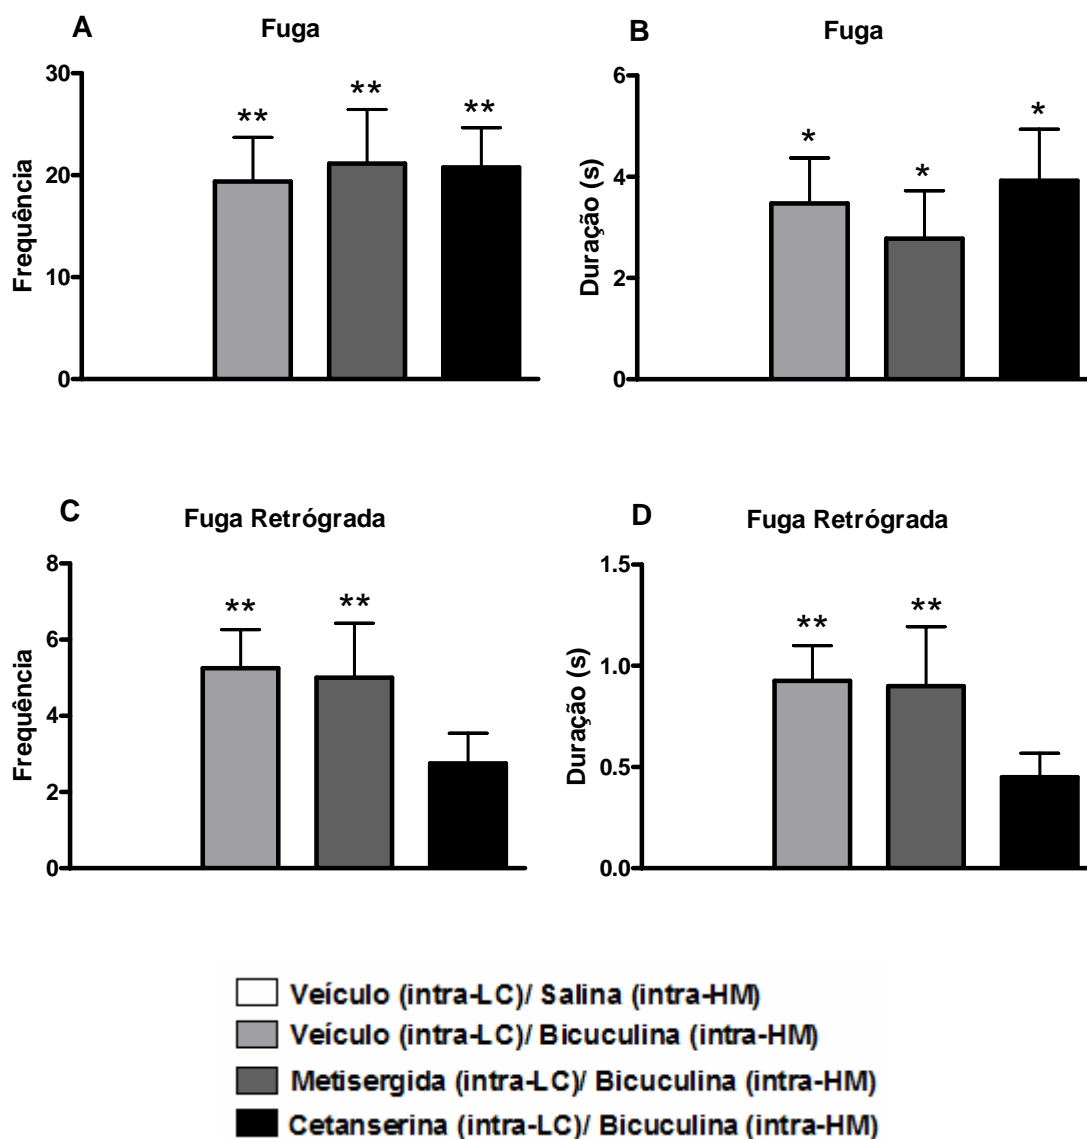 A
Fuga
Frequência
30
20
10
0
**
**
**
B
Fuga
Duração (s)
6
4
2
0
*
*
*
C
Fuga Retrógrada
Frequência
8
6
4
2
0
**
**
D
Fuga Retrógrada
Duração (s)
1.5
1.0
0.5
0.0
**
**
Veículo (intra-LC)/ Salina (intra-HM)
Veículo (intra-LC)/ Bicuculina (intra-HM)
Metisergida (intra-LC)/ Bicuculina (intra-HM)
Cetanserina (intra-LC)/ Bicuculina (intra-HM)